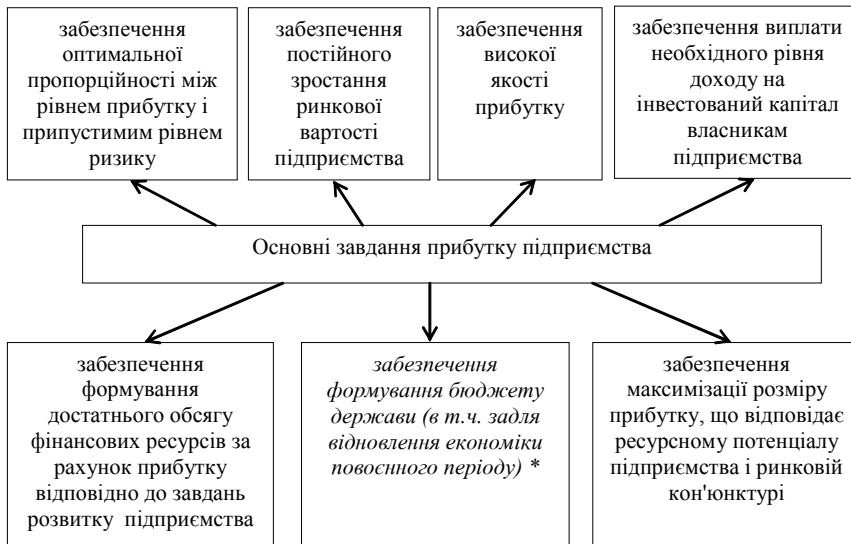 забезпечення
оптимальної
пропорційності між
рівнем прибутку і
припустимим рівнем
ризику
забезпечення
постійного
зростання
ринкової
вартості
підприємства
забезпечення
високої
якості
прибутку
забезпечення виплати
необхідного рівня
доходу на
інвестований капітал
власникам
підприємства
Основні завдання прибутку підприємства
забезпечення
формування
достатнього обсягу
фінансових ресурсів за
рахунок прибутку
відповідно до завдань
розвитку підприємства
забезпечення
формування бюджету
держави (в т.ч. задля
відновлення економіки
повоєнного періоду) *
забезпечення
максимізації розміру
прибутку, що відповідає
ресурсному потенціалу
підприємства і ринковій
кон'юнктурі